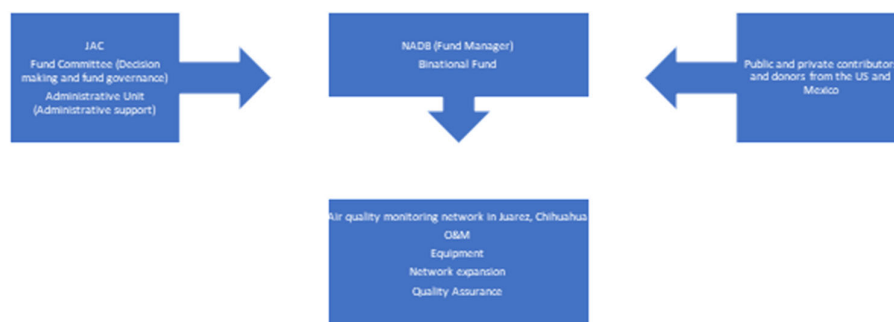 JAC
Fund Committee (Decision
making and fund governance)
Administrative Unit
(Administrative support)
NADB (Fund Manager)
Binational Fund
Public and private contributor
and donors from the US and
Mexico
Air quality monitoring network in Juarez, Chihuahua
O&M
Equipment
Network expansion
Quality Assurance